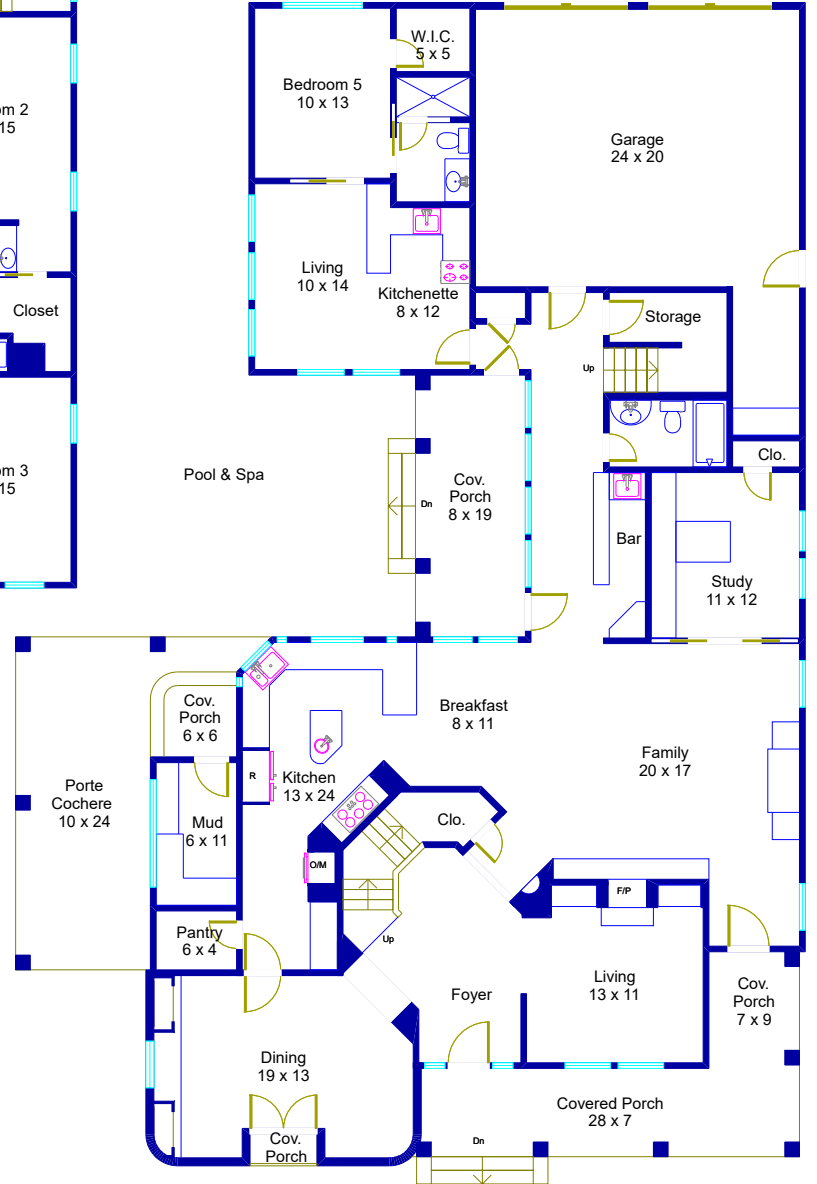 W.I.C.
5 x 5
Bedroom 5
10 x 13
om 2
15
Garage
24 x 20
Living
10 x 14
Kitchenette
8 x 12
Closet
Storage
Up
Clo.
om 3
15
Pool & Spa
Cov.
Porch
8 x 19
Dn
Bar
Study
11 x 12
Cov.
Porch
6 x 6
Breakfast
8 x 11
Family
20 x 17
Porte
Cochere
10 x 24
R
Kitchen
13 x 24
Mud
6 x 11
Clo.
O/M
F/P
Pantry
6 x 4
Up
Foyer
Living
13 x 11
Cov.
Porch
7 x 9
Dining
19 x 13
Covered Porch
28 x 7
Cov.
Porch
Dn